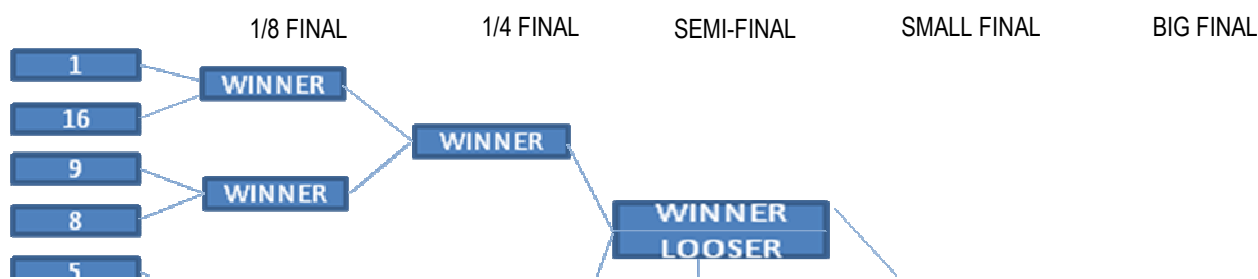 1/8 FINAL 1/4 FINAL SEMI-FINAL SMALL FINAL BIG FINAL
1
WINNER
16
WINNER
9
WINNER
8
WINNER
LOOSER
5